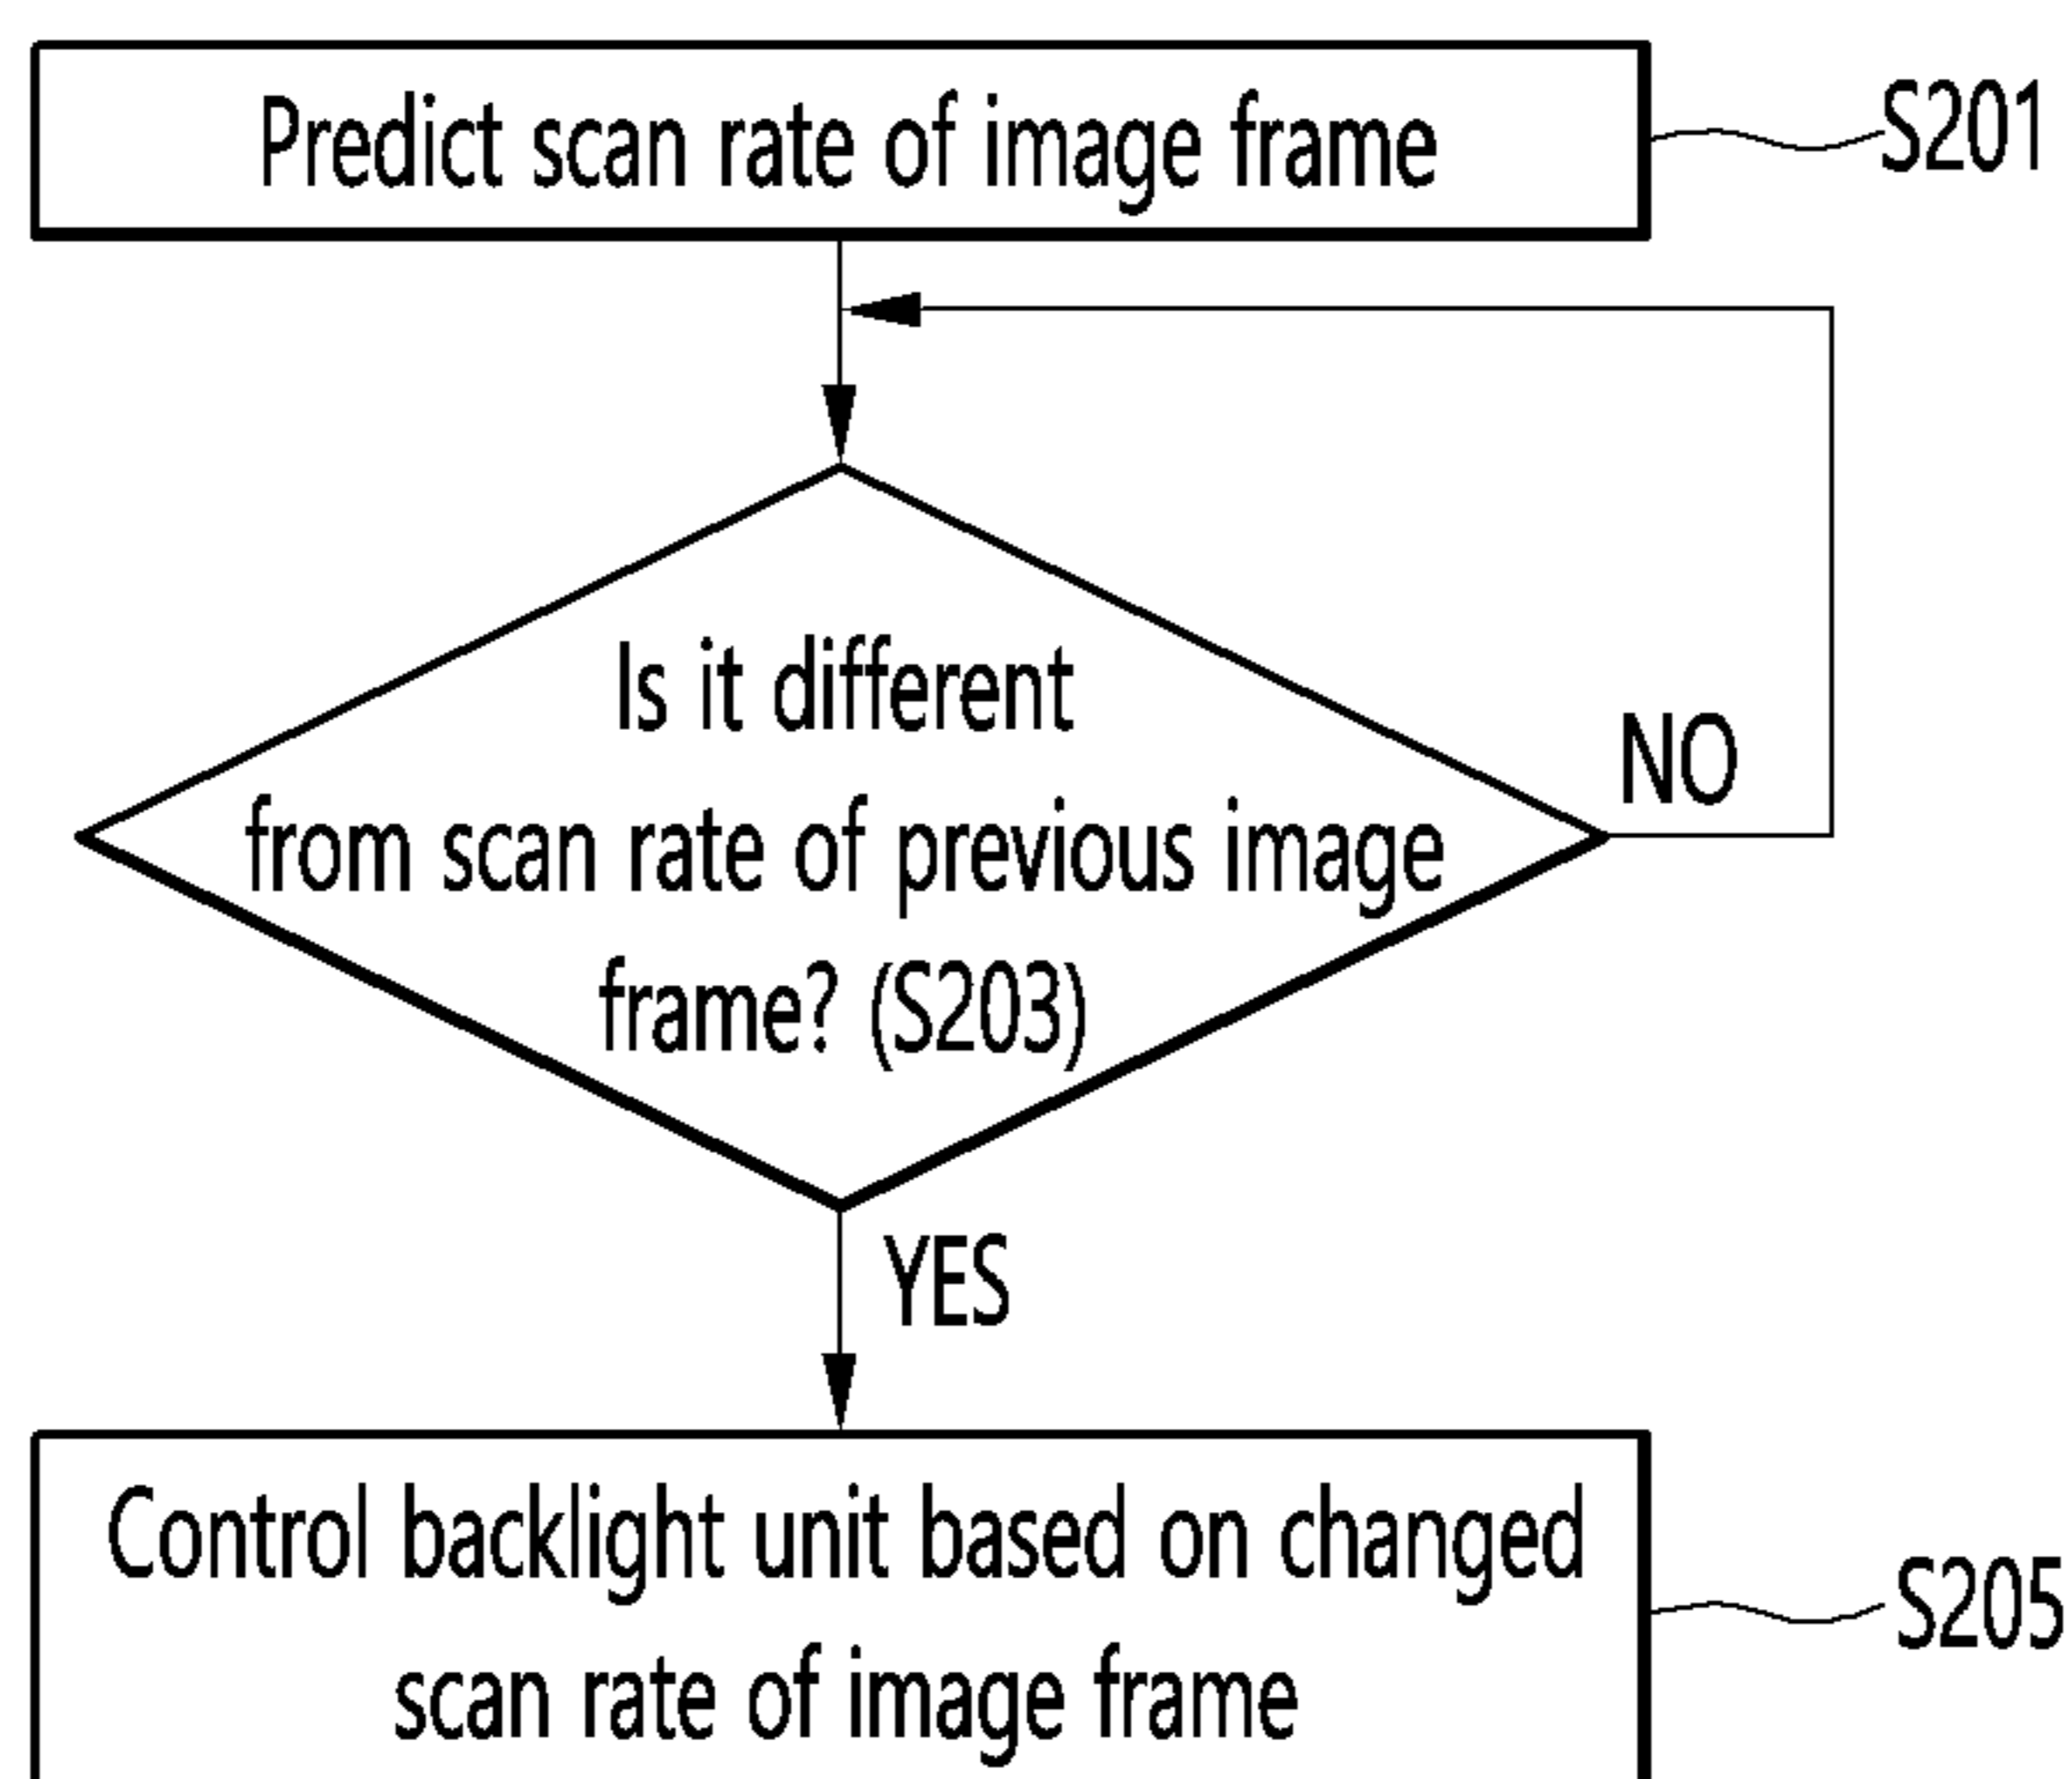 Predict scan rate of image frame
S201
Is it different
from scan rate of previous image
frame? (S203)
NO
YES
Control backlight unit based on changed
scan rate of image frame
S205